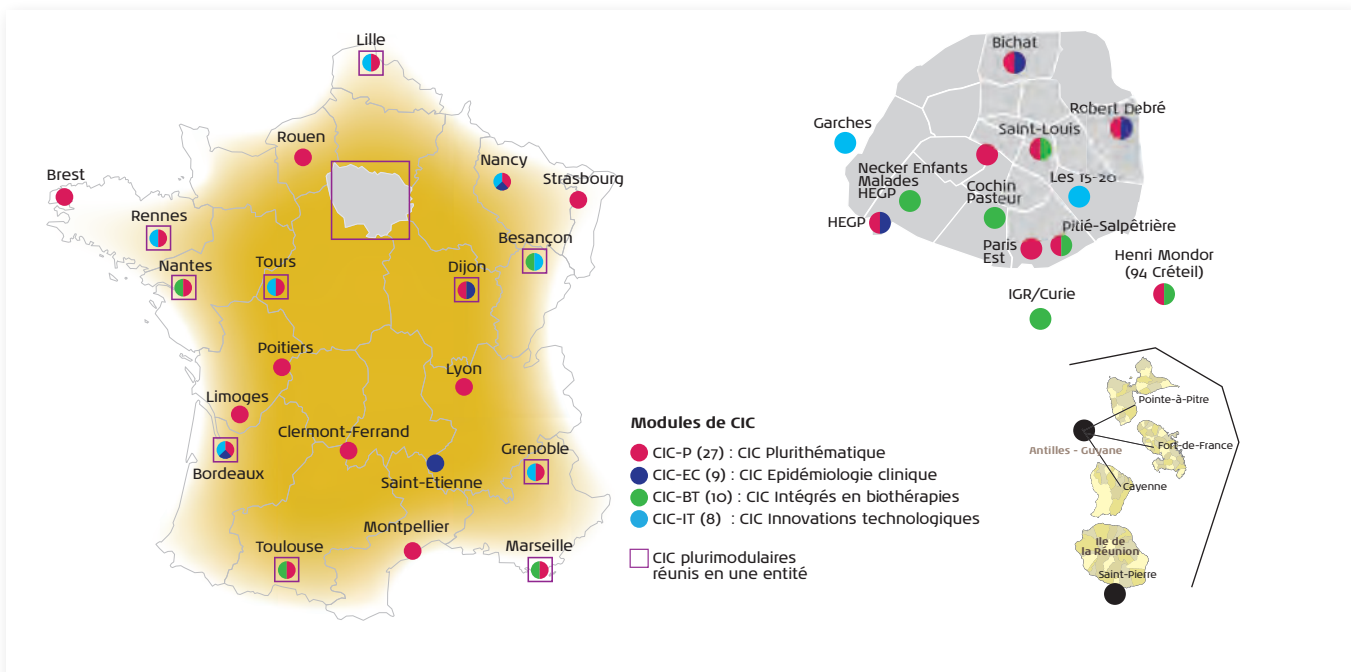 Lille
Rouen
Nancy
Strasbourg
Brest
Rennes
Besançon
Nantes
Tours
Dijon
Poitiers
Lyon
Limoges
Clermont-Ferrand
Bordeaux
Saint-Etienne
Grenoble
Montpellier
Toulouse
Marseille
Bichat
Robert Debré
Garches
Saint-Louis
Necker Enfants
Malades
HEGP
Les 15-20
Cochin
Pasteur
HEGP
Pitié-Salpêtrière
Paris
Est
Henri Mondor
(94 Créteil)
IGR/Curie
Modules de CIC
CIC-P (27) : CIC Plurithématique
CIC-EC (9) : CIC Epidémiologie clinique
CIC-BT (10) : CIC Intégrés en biothérapies
CIC-IT (8) : CIC Innovations technologiques
CIC plurimodulaires
réunis en une entité
Pointe-à-Pitre
Antilles - Guyane
Fort-de-France
Cayenne
Ile de
la Réunion
Saint-Pierre